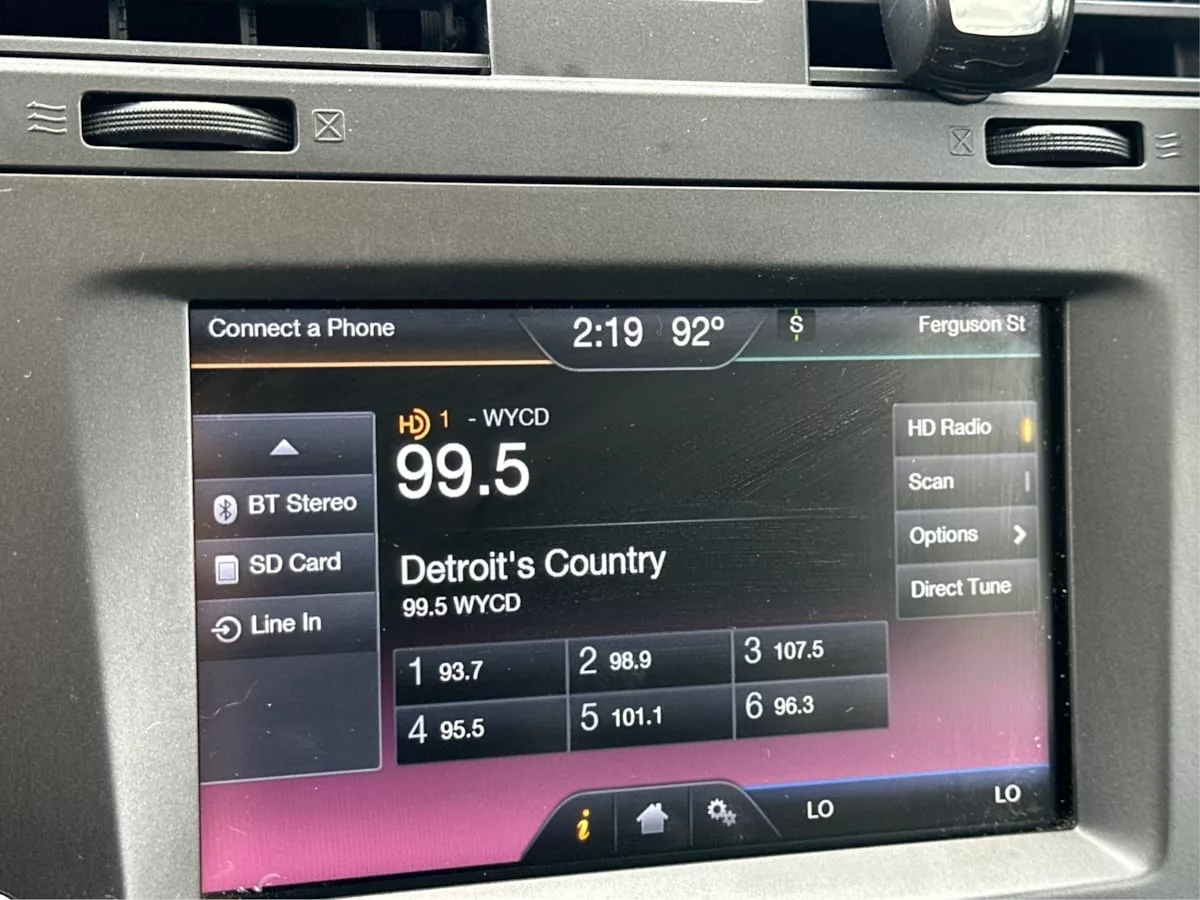 Connect a Phone
2:19 92°
S
Ferguson St
HD 1 - WYCD
99.5
BT Stereo
SD Card
Line In
HD Radio
Scan
Options
Direct Tune
Detroit's Country
99.5 WYCD
1 93.7
2 98.9
3 107.5
4 95.5
5 101.1
6 96.3
i
LO
LO